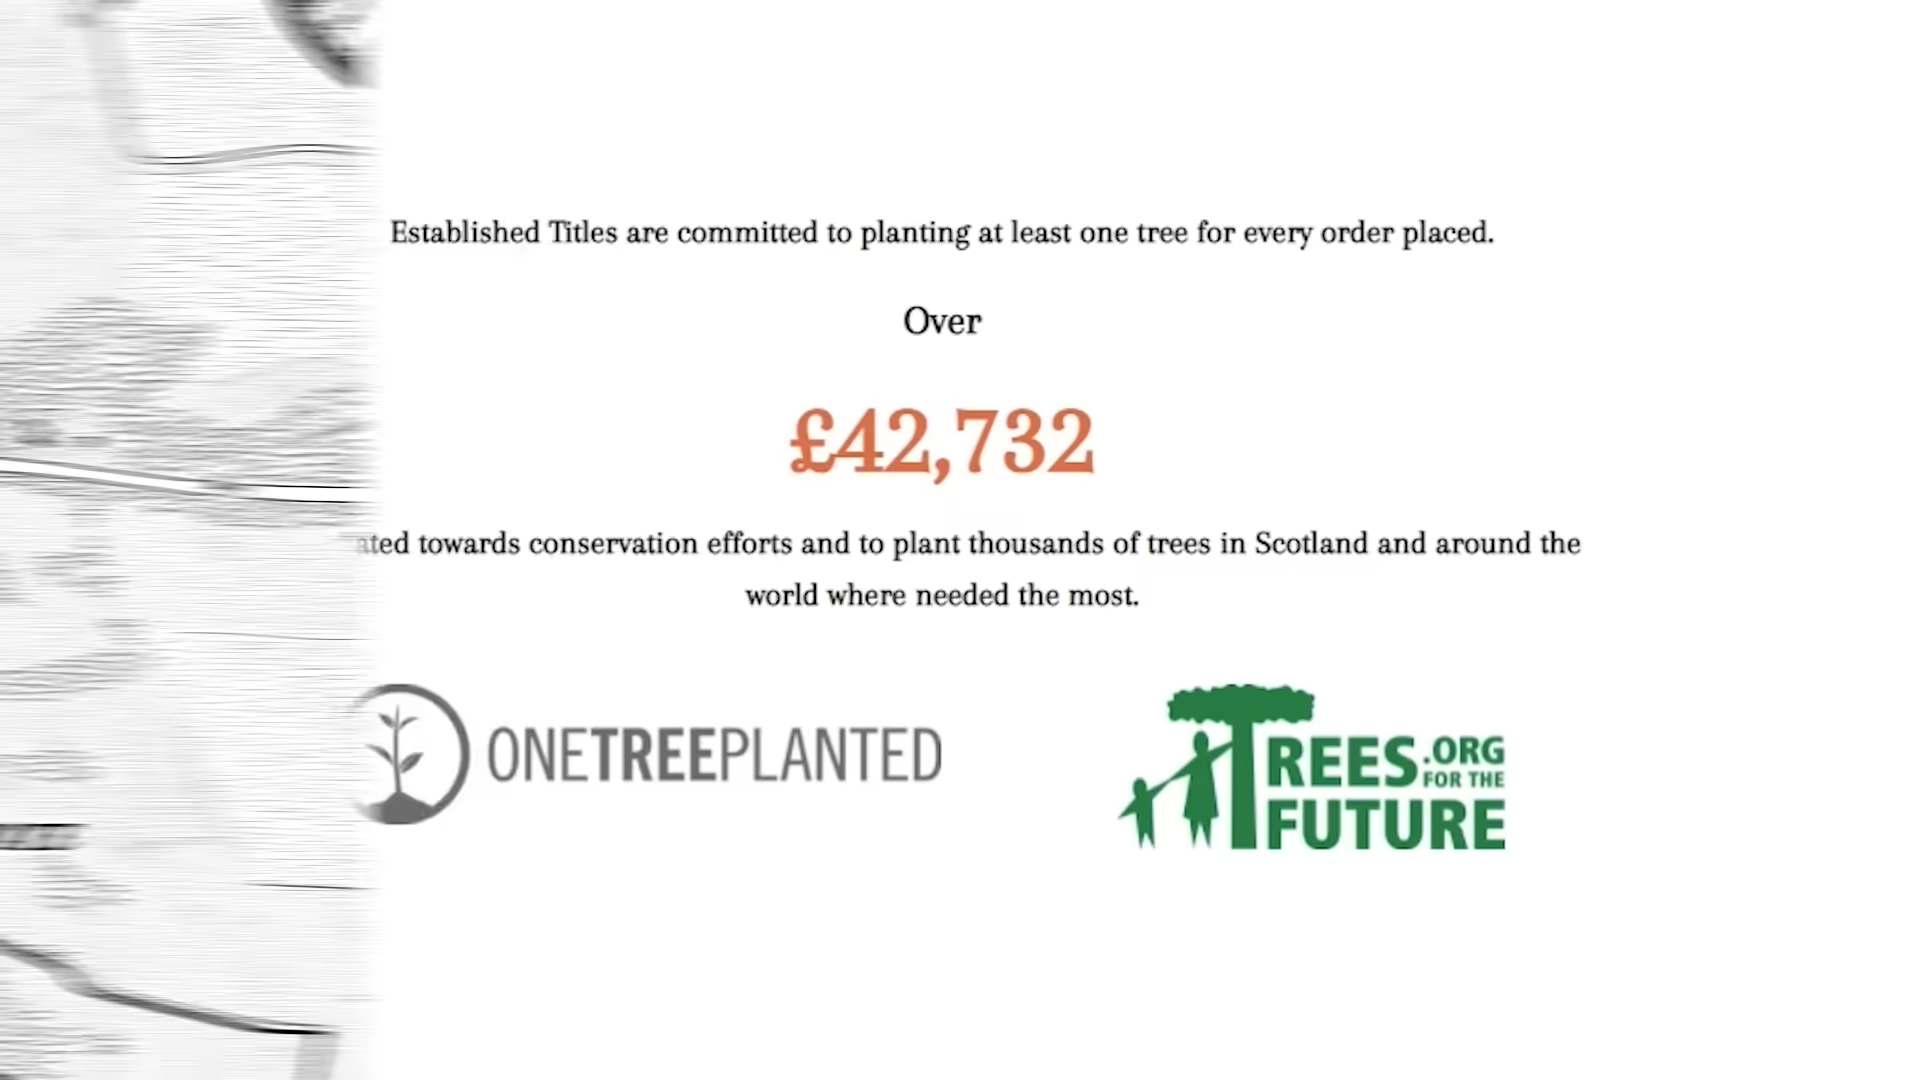 Established Titles are committed to planting at least one tree for every order placed.
Over
£42,732
towards conservation efforts and to plant thousands of trees in Scotland and around the
world where needed the most.
ONETREEPLANTED
TREES.ORG
FOR THE
FUTURE